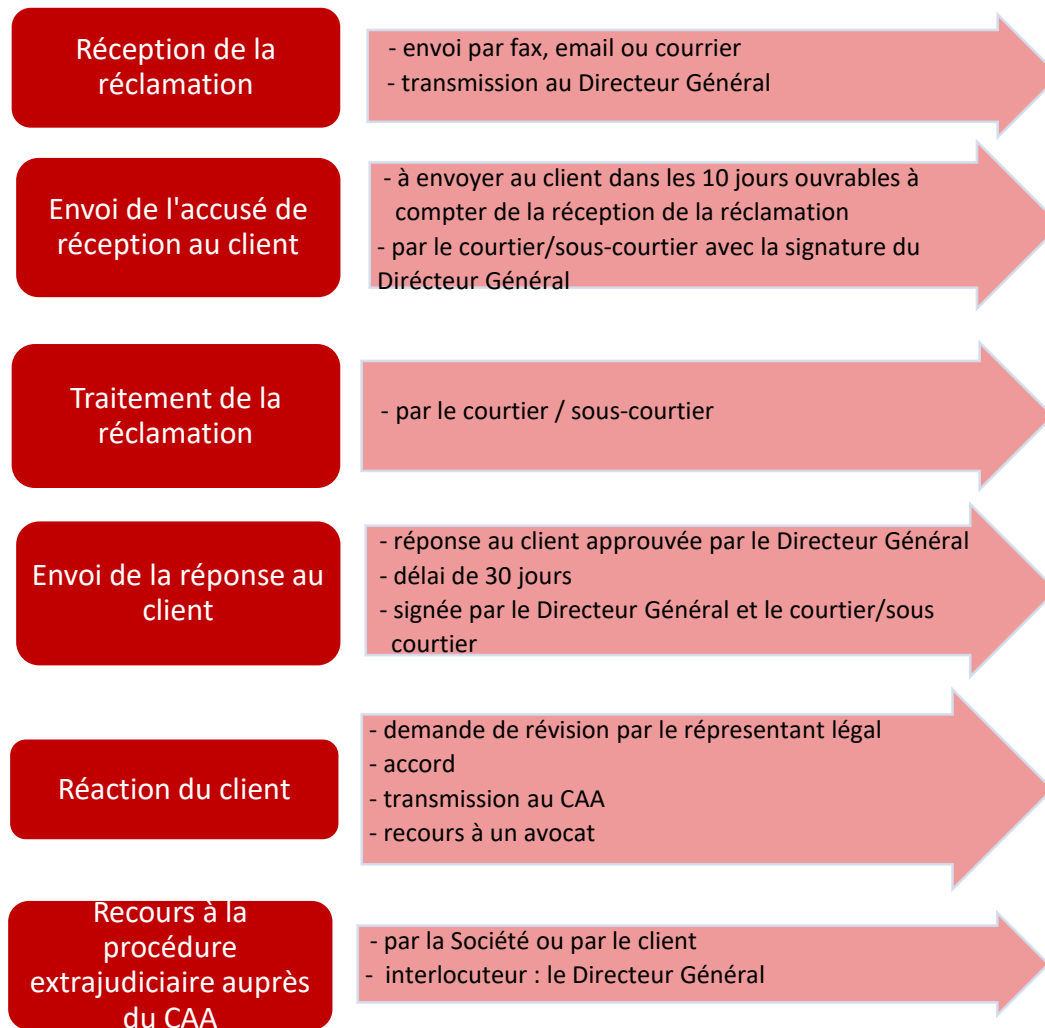 Réception de la
réclamation
- envoi par fax, email ou courrier
- transmission au Directeur Général
Envoi de l'accusé de
réception au client
- à envoyer au client dans les 10 jours ouvrables à
compter de la réception de la réclamation
- par le courtier/sous-courtier avec la signature du
Dirécteur Général
Traitement de la
réclamation
- par le courtier / sous-courtier
Envoi de la réponse au
client
- réponse au client approuvée par le Directeur Général
- délai de 30 jours
- signée par le Directeur Général et le courtier/sous
courtier
Réaction du client
- demande de révision par le répresentant légal
- accord
- transmission au CAA
- recours à un avocat
Recours à la
procédure
extrajudiciaire auprès
du CAA
- par la Société ou par le client
- interlocuteur : le Directeur Général